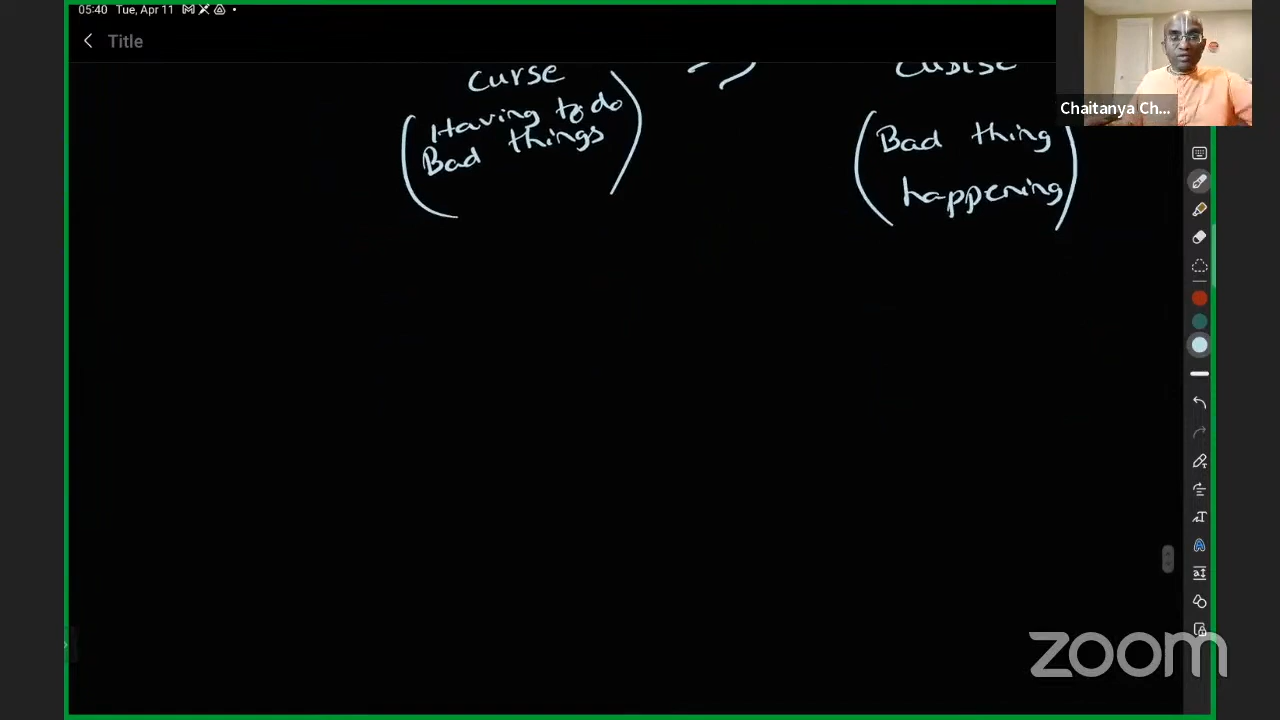 05:40 Tue, Apr 11
Title
curse
(Having to do
Bad things)
(Bad thing
happening)
Chaitanya Ch...
zoom